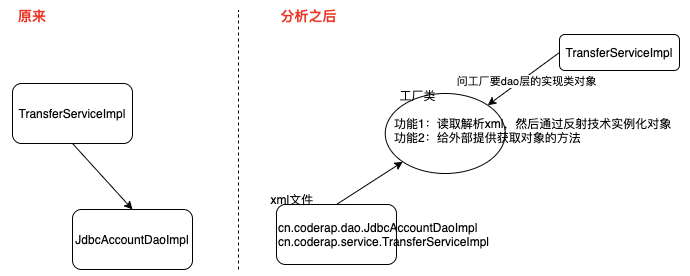 原来
分析之后
TransferServiceImpl
JdbcAccountDaoImpl
TransferServiceImpl
问工厂要dao层的实现类对象
工厂类
功能1：读取解析xml，然后通过反射技术实例化对象
功能2：给外部提供获取对象的方法
xml文件
cn.coderap.dao.JdbcAccountDaoImpl
cn.coderap.service.TransferServiceImpl